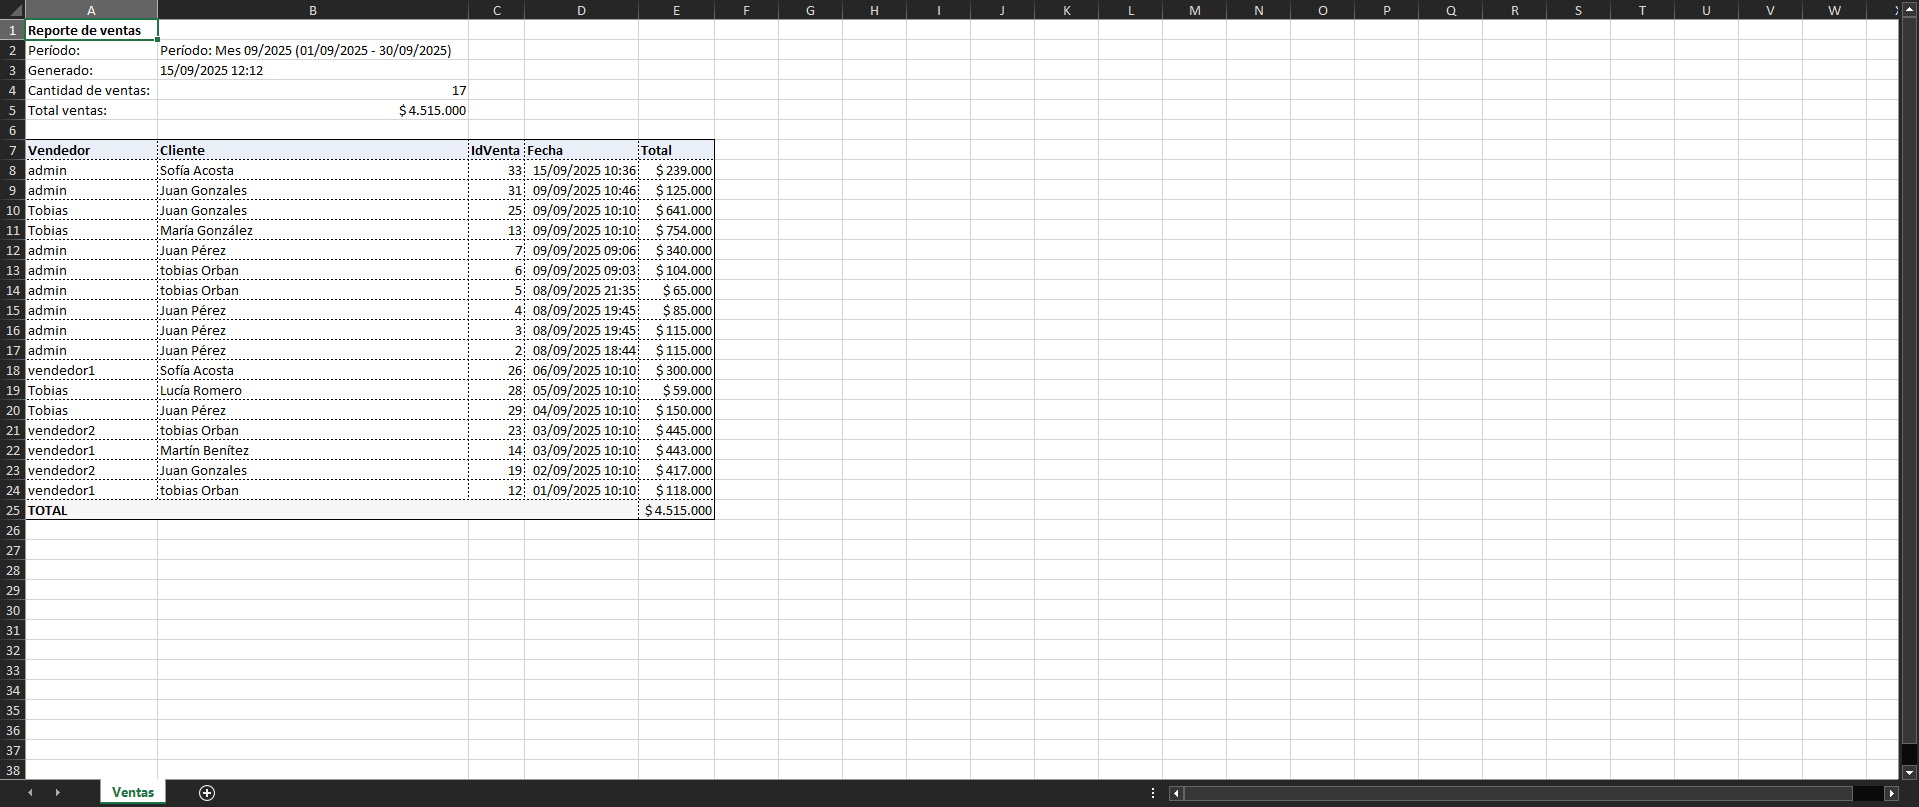 A B C D E F G H I J K L M N O P Q R S T U V W
1 Reporte de ventas
2 Período: Período: Mes 09/2025 (01/09/2025 - 30/09/2025)
3 Generado: 15/09/2025 12:12
4 Cantidad de ventas: 17
5 Total ventas: $ 4.515.000
6
7 Vendedor Cliente IdVenta Fecha Total
8 admin Sofía Acosta 33 15/09/2025 10:36 $ 239.000
9 admin Juan Gonzales 31 09/09/2025 10:46 $ 125.000
10 Tobias Juan Gonzales 25 09/09/2025 10:10 $ 641.000
11 Tobias María González 13 09/09/2025 10:10 $ 754.000
12 admin Juan Pérez 7 09/09/2025 09:06 $ 340.000
13 admin tobias Orban 6 09/09/2025 09:03 $ 104.000
14 admin tobias Orban 5 08/09/2025 21:35 $ 65.000
15 admin Juan Pérez 4 08/09/2025 19:45 $ 85.000
16 admin Juan Pérez 3 08/09/2025 19:45 $ 115.000
17 admin Juan Pérez 2 08/09/2025 18:44 $ 115.000
18 vendedor1 Sofía Acosta 26 06/09/2025 10:10 $ 300.000
19 Tobias Lucía Romero 28 05/09/2025 10:10 $ 59.000
20 Tobias Juan Pérez 29 04/09/2025 10:10 $ 150.000
21 vendedor2 tobias Orban 23 03/09/2025 10:10 $ 445.000
22 vendedor1 Martín Benítez 14 03/09/2025 10:10 $ 443.000
23 vendedor2 Juan Gonzales 19 02/09/2025 10:10 $ 417.000
24 vendedor1 tobias Orban 12 01/09/2025 10:10 $ 118.000
25 TOTAL $ 4.515.000
26
27
28
29
30
31
32
33
34
35
36
37
38
Ventas